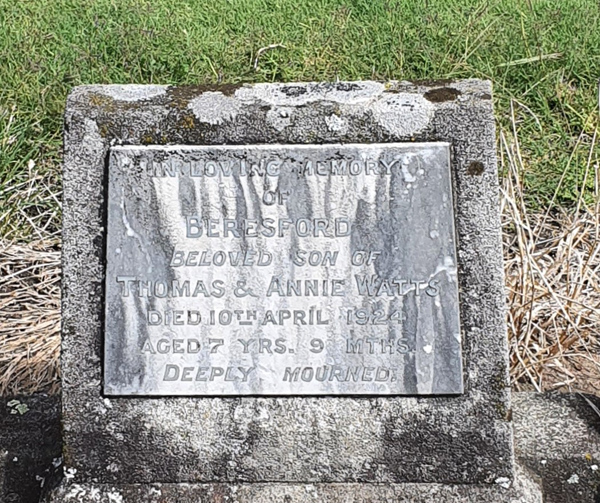 IN LOVING MEMORY
OF
BERESFORD
BELOVED SON OF
THOMAS & ANNIE WATTS
DIED 10TH APRIL 1924
AGED 7 YRS. 9 MTHS.
DEEPLY MOURNED.